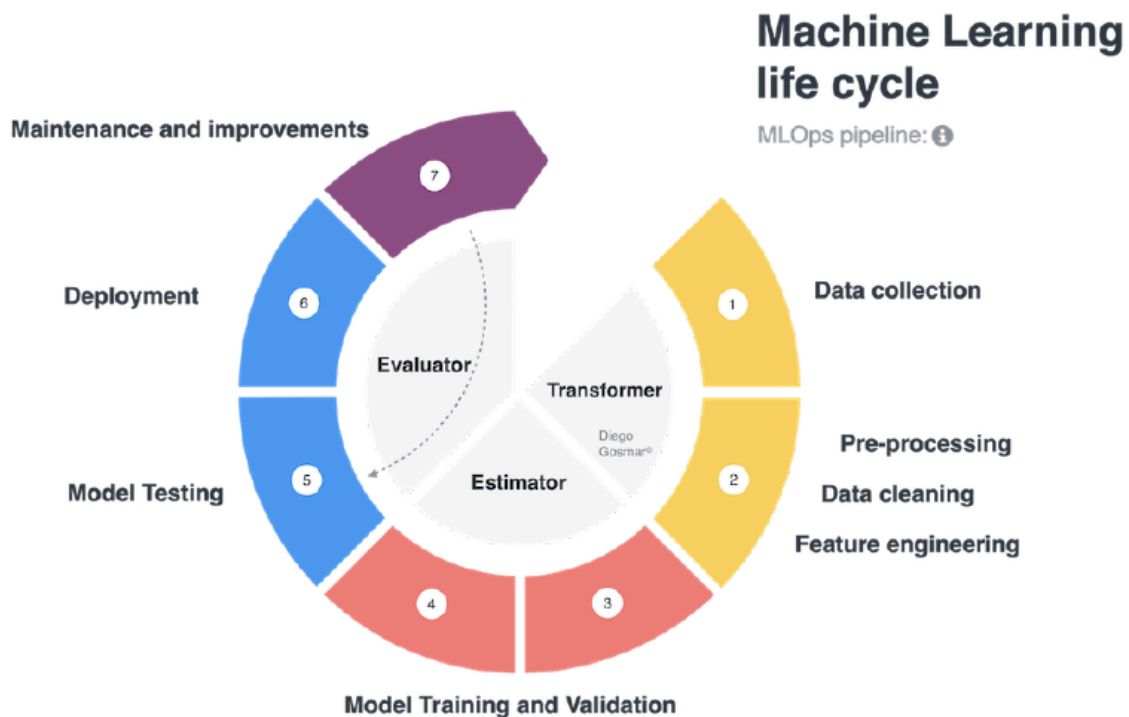 Machine Learning
life cycle
MLOps pipeline:
Maintenance and improvements
7
Deployment
6
1
Data collection
Evaluator
Transformer
Diego
Gosmar®
Pre-processing
Model Testing
5
Estimator
2
Data cleaning
Feature engineering
4
3
Model Training and Validation